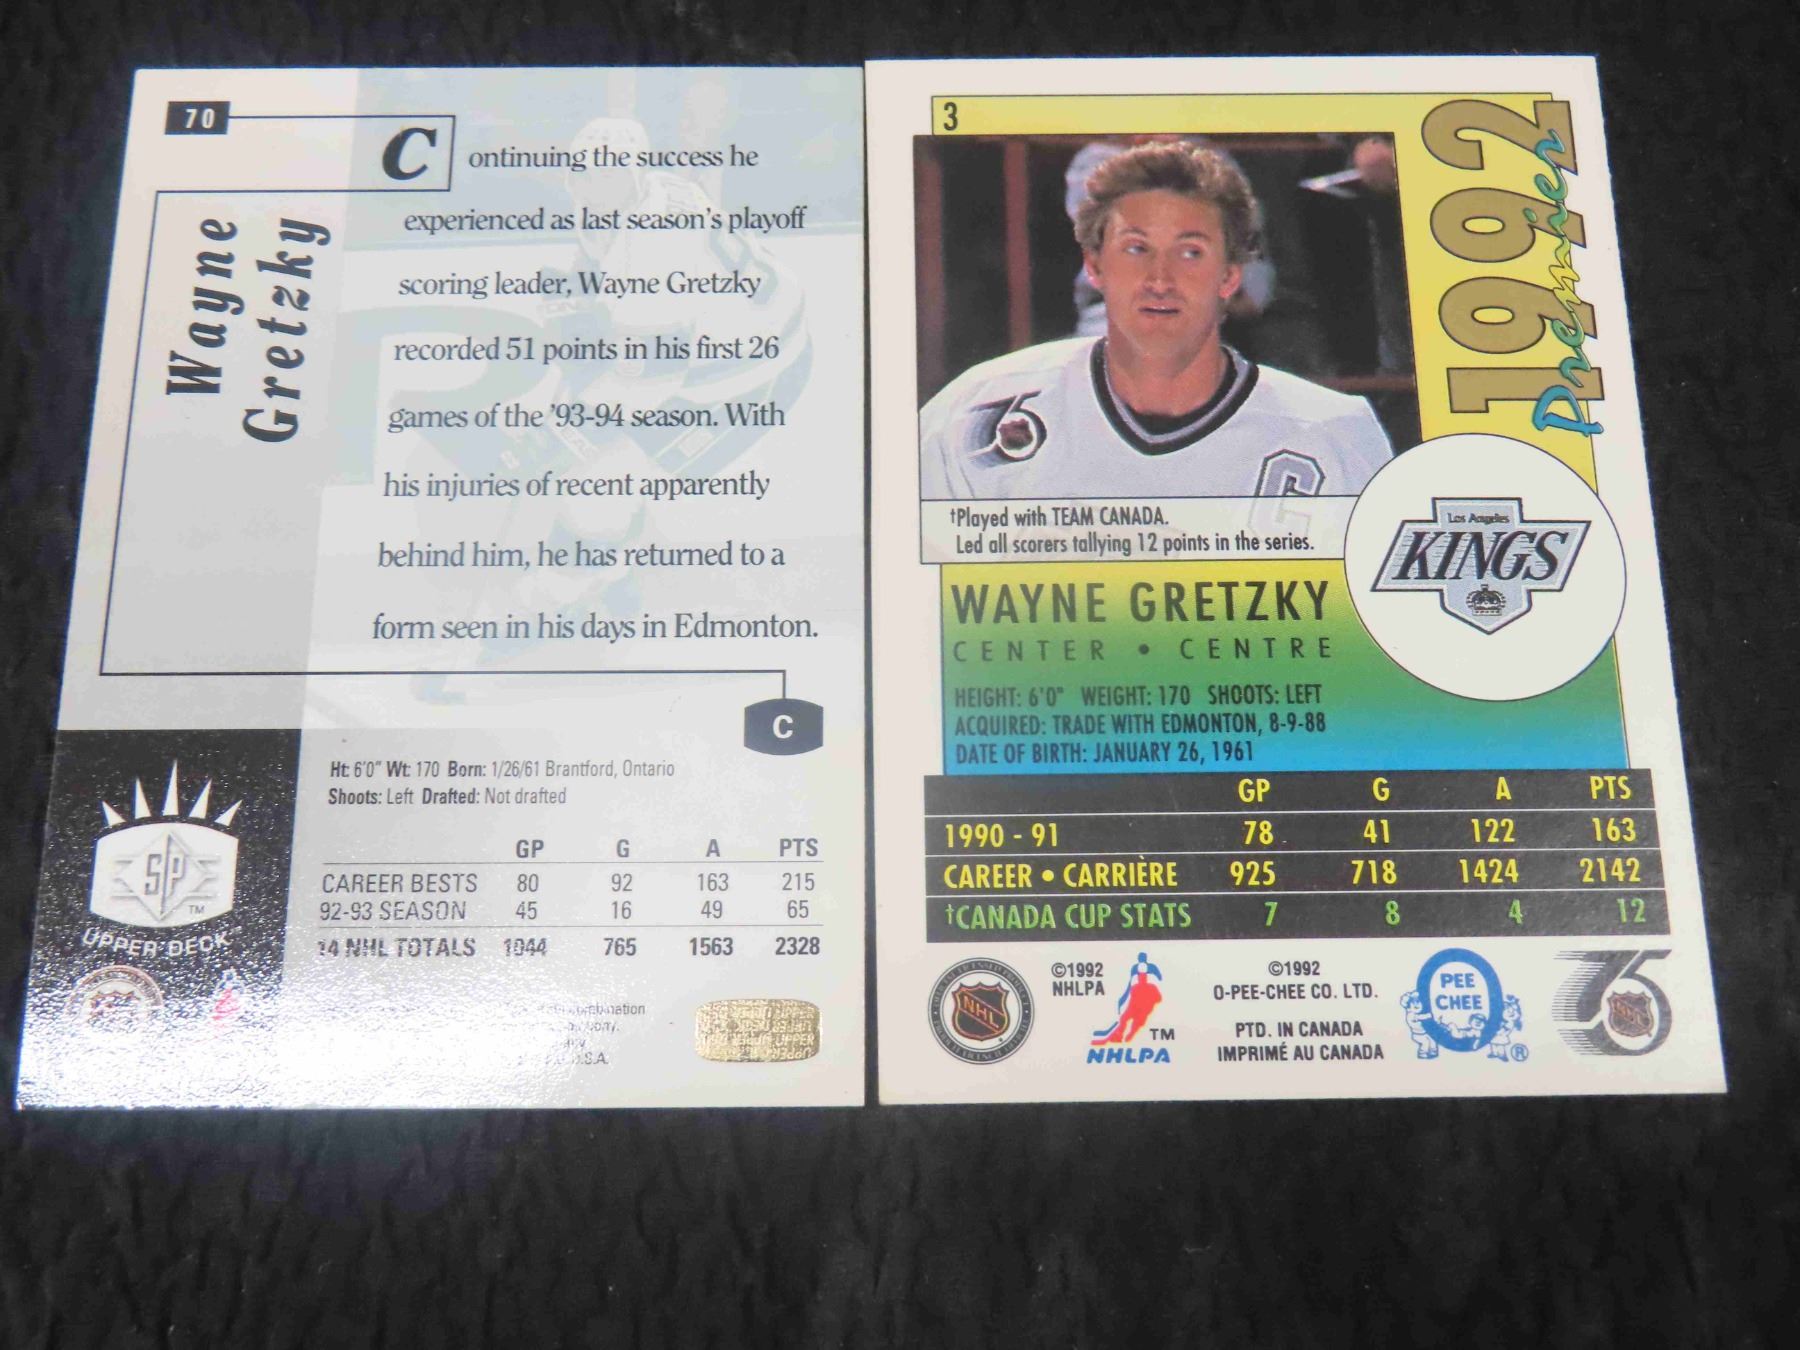 70
Wayne
Gretzky
Continuing the success he
experienced as last season's playoff
scoring leader, Wayne Gretzky
recorded 51 points in his first 26
games of the '93-94 season. With
his injuries of recent apparently
behind him, he has returned to a
form seen in his days in Edmonton.
C
Ht: 6'0" Wt: 170 Born: 1/26/61 Brantford, Ontario
Shoots: Left Drafted: Not drafted
GP G A PTS
CAREER BESTS 80 92 163 215
92-93 SEASON 45 16 49 65
14 NHL TOTALS 1044 765 1563 2328
SP
TM
UPPER DECK
U.S.A.
3
1992
Premier
75
C
†Played with TEAM CANADA.
Led all scorers tallying 12 points in the series.
Los Angeles
KINGS
WAYNE GRETZKY
CENTER • CENTRE
HEIGHT: 6'0" WEIGHT: 170 SHOOTS: LEFT
ACQUIRED: TRADE WITH EDMONTON, 8-9-88
DATE OF BIRTH: JANUARY 26, 1961
GP G A PTS
1990 - 91 78 41 122 163
CAREER • CARRIÈRE 925 718 1424 2142
†CANADA CUP STATS 7 8 4 12
NHL
©1992
NHLPA
TM
NHLPA
©1992
O-PEE-CHEE CO. LTD.
PTD. IN CANADA
IMPRIMÉ AU CANADA
O
PEE
CHEE
®
75
NHL